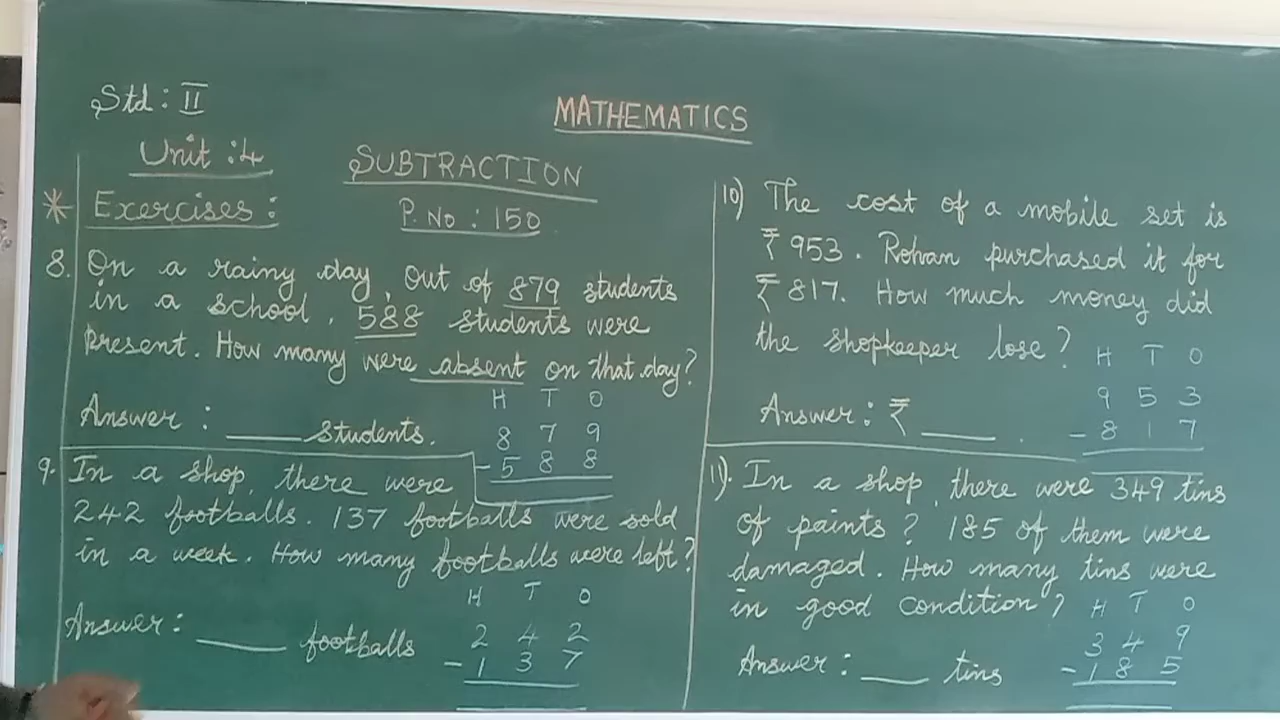 Std : II
MATHEMATICS
Unit : 4
SUBTRACTION
* Exercises :
P. No : 150
8. On a rainy day, out of 879 students
in a school, 588 students were
present. How many were absent on that day?
H T O
Answer : ____ students.
8 7 9
- 5 8 8
9. In a shop, there were
242 footballs. 137 footballs were sold
in a week. How many footballs were left?
H T O
Answer : ____ footballs
2 4 2
- 1 3 7
10) The cost of a mobile set is
₹ 953. Rohan purchased it for
₹ 817. How much money did
the shopkeeper lose?
H T O
Answer : ₹ ____ .
9 5 3
- 8 1 7
11). In a shop, there were 349 tins
of paints? 185 of them were
damaged. How many tins were
in good condition?
H T O
3 4 9
Answer : ____ tins
- 1 8 5